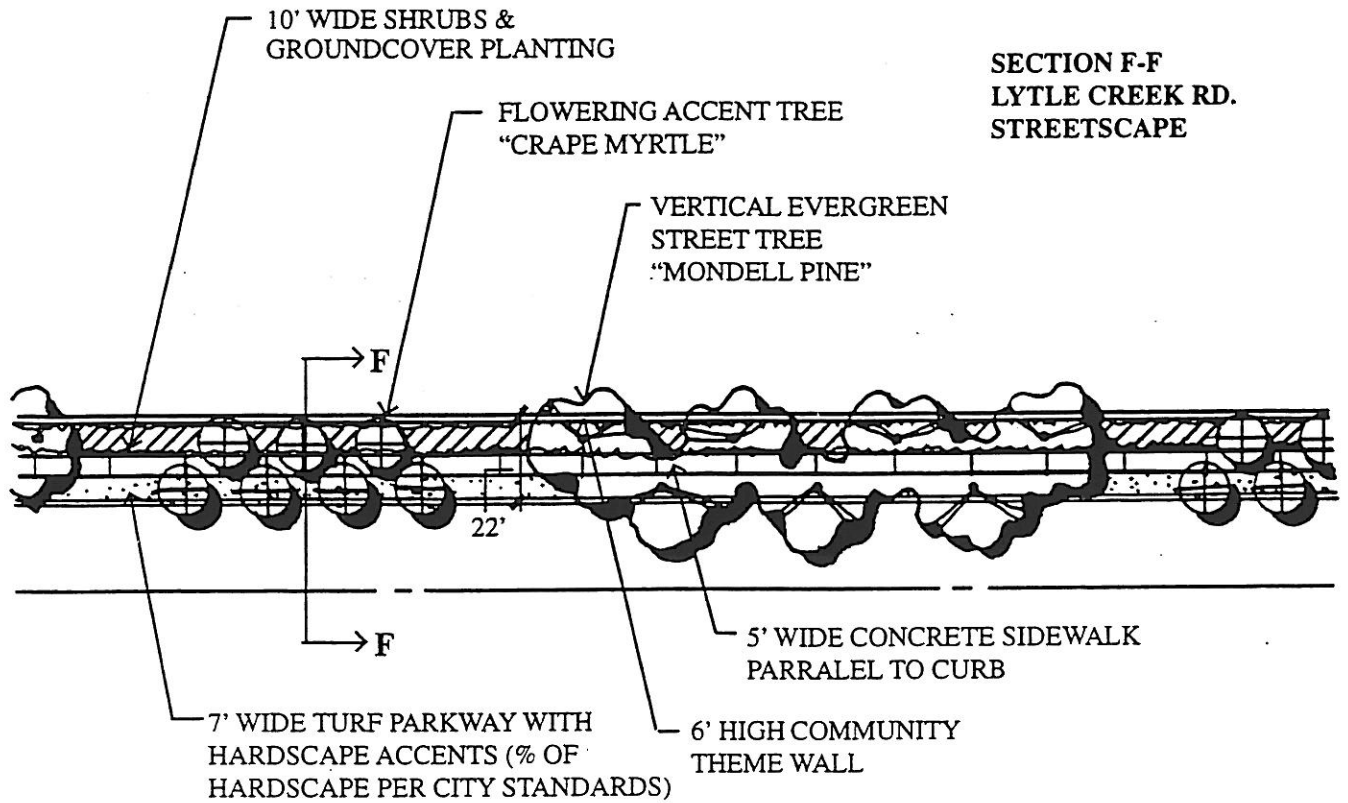 10' WIDE SHRUBS &
GROUNDCOVER PLANTING
SECTION F-F
LYTLE CREEK RD.
STREETSCAPE
FLOWERING ACCENT TREE
“CRAPE MYRTLE”
VERTICAL EVERGREEN
STREET TREE
“MONDELL PINE”
F
22'
F
5' WIDE CONCRETE SIDEWALK
PARRALEL TO CURB
7' WIDE TURF PARKWAY WITH
HARDSCAPE ACCENTS (% OF
HARDSCAPE PER CITY STANDARDS)
6' HIGH COMMUNITY
THEME WALL